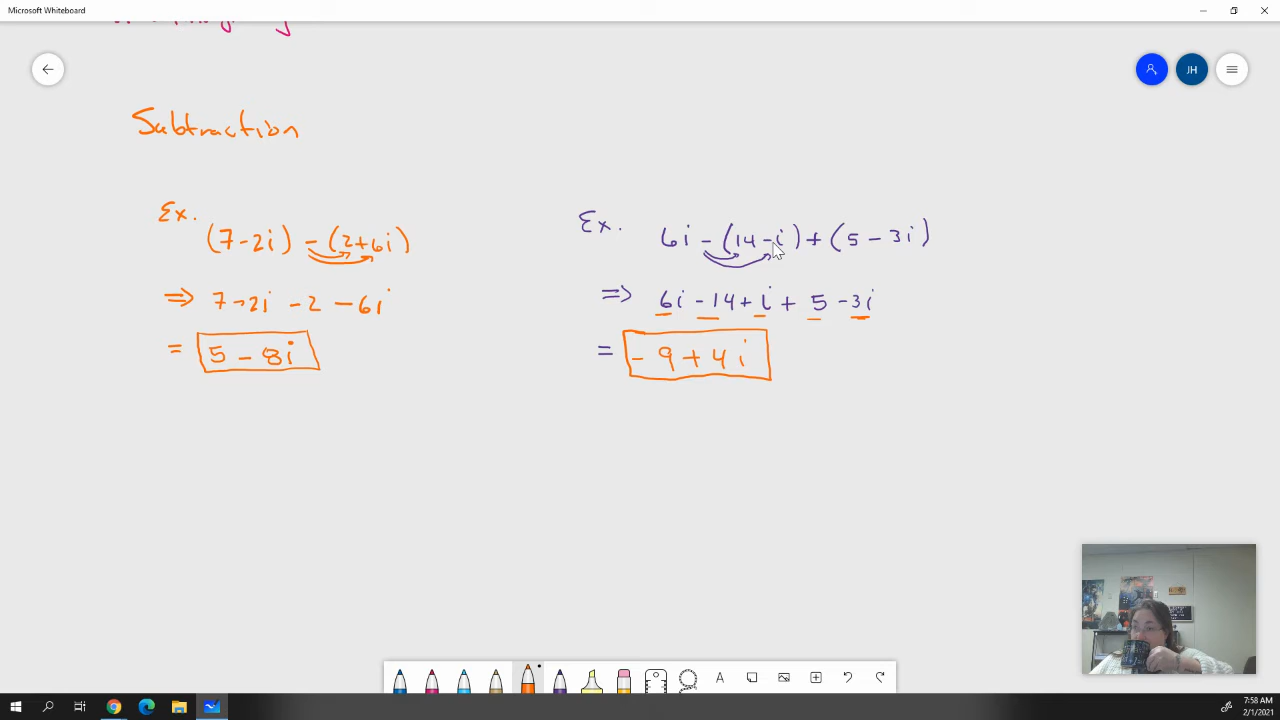 Microsoft Whiteboard
JH
Subtraction
Ex.
(7-2i) - (2+6i)
⇒ 7-2i - 2 - 6i
= 5 - 8i
Ex.
6i - (14 - i) + (5 - 3i)
⇒ 6i - 14 + i + 5 - 3i
= - 9 + 4i
A
7:58 AM
2/1/2021